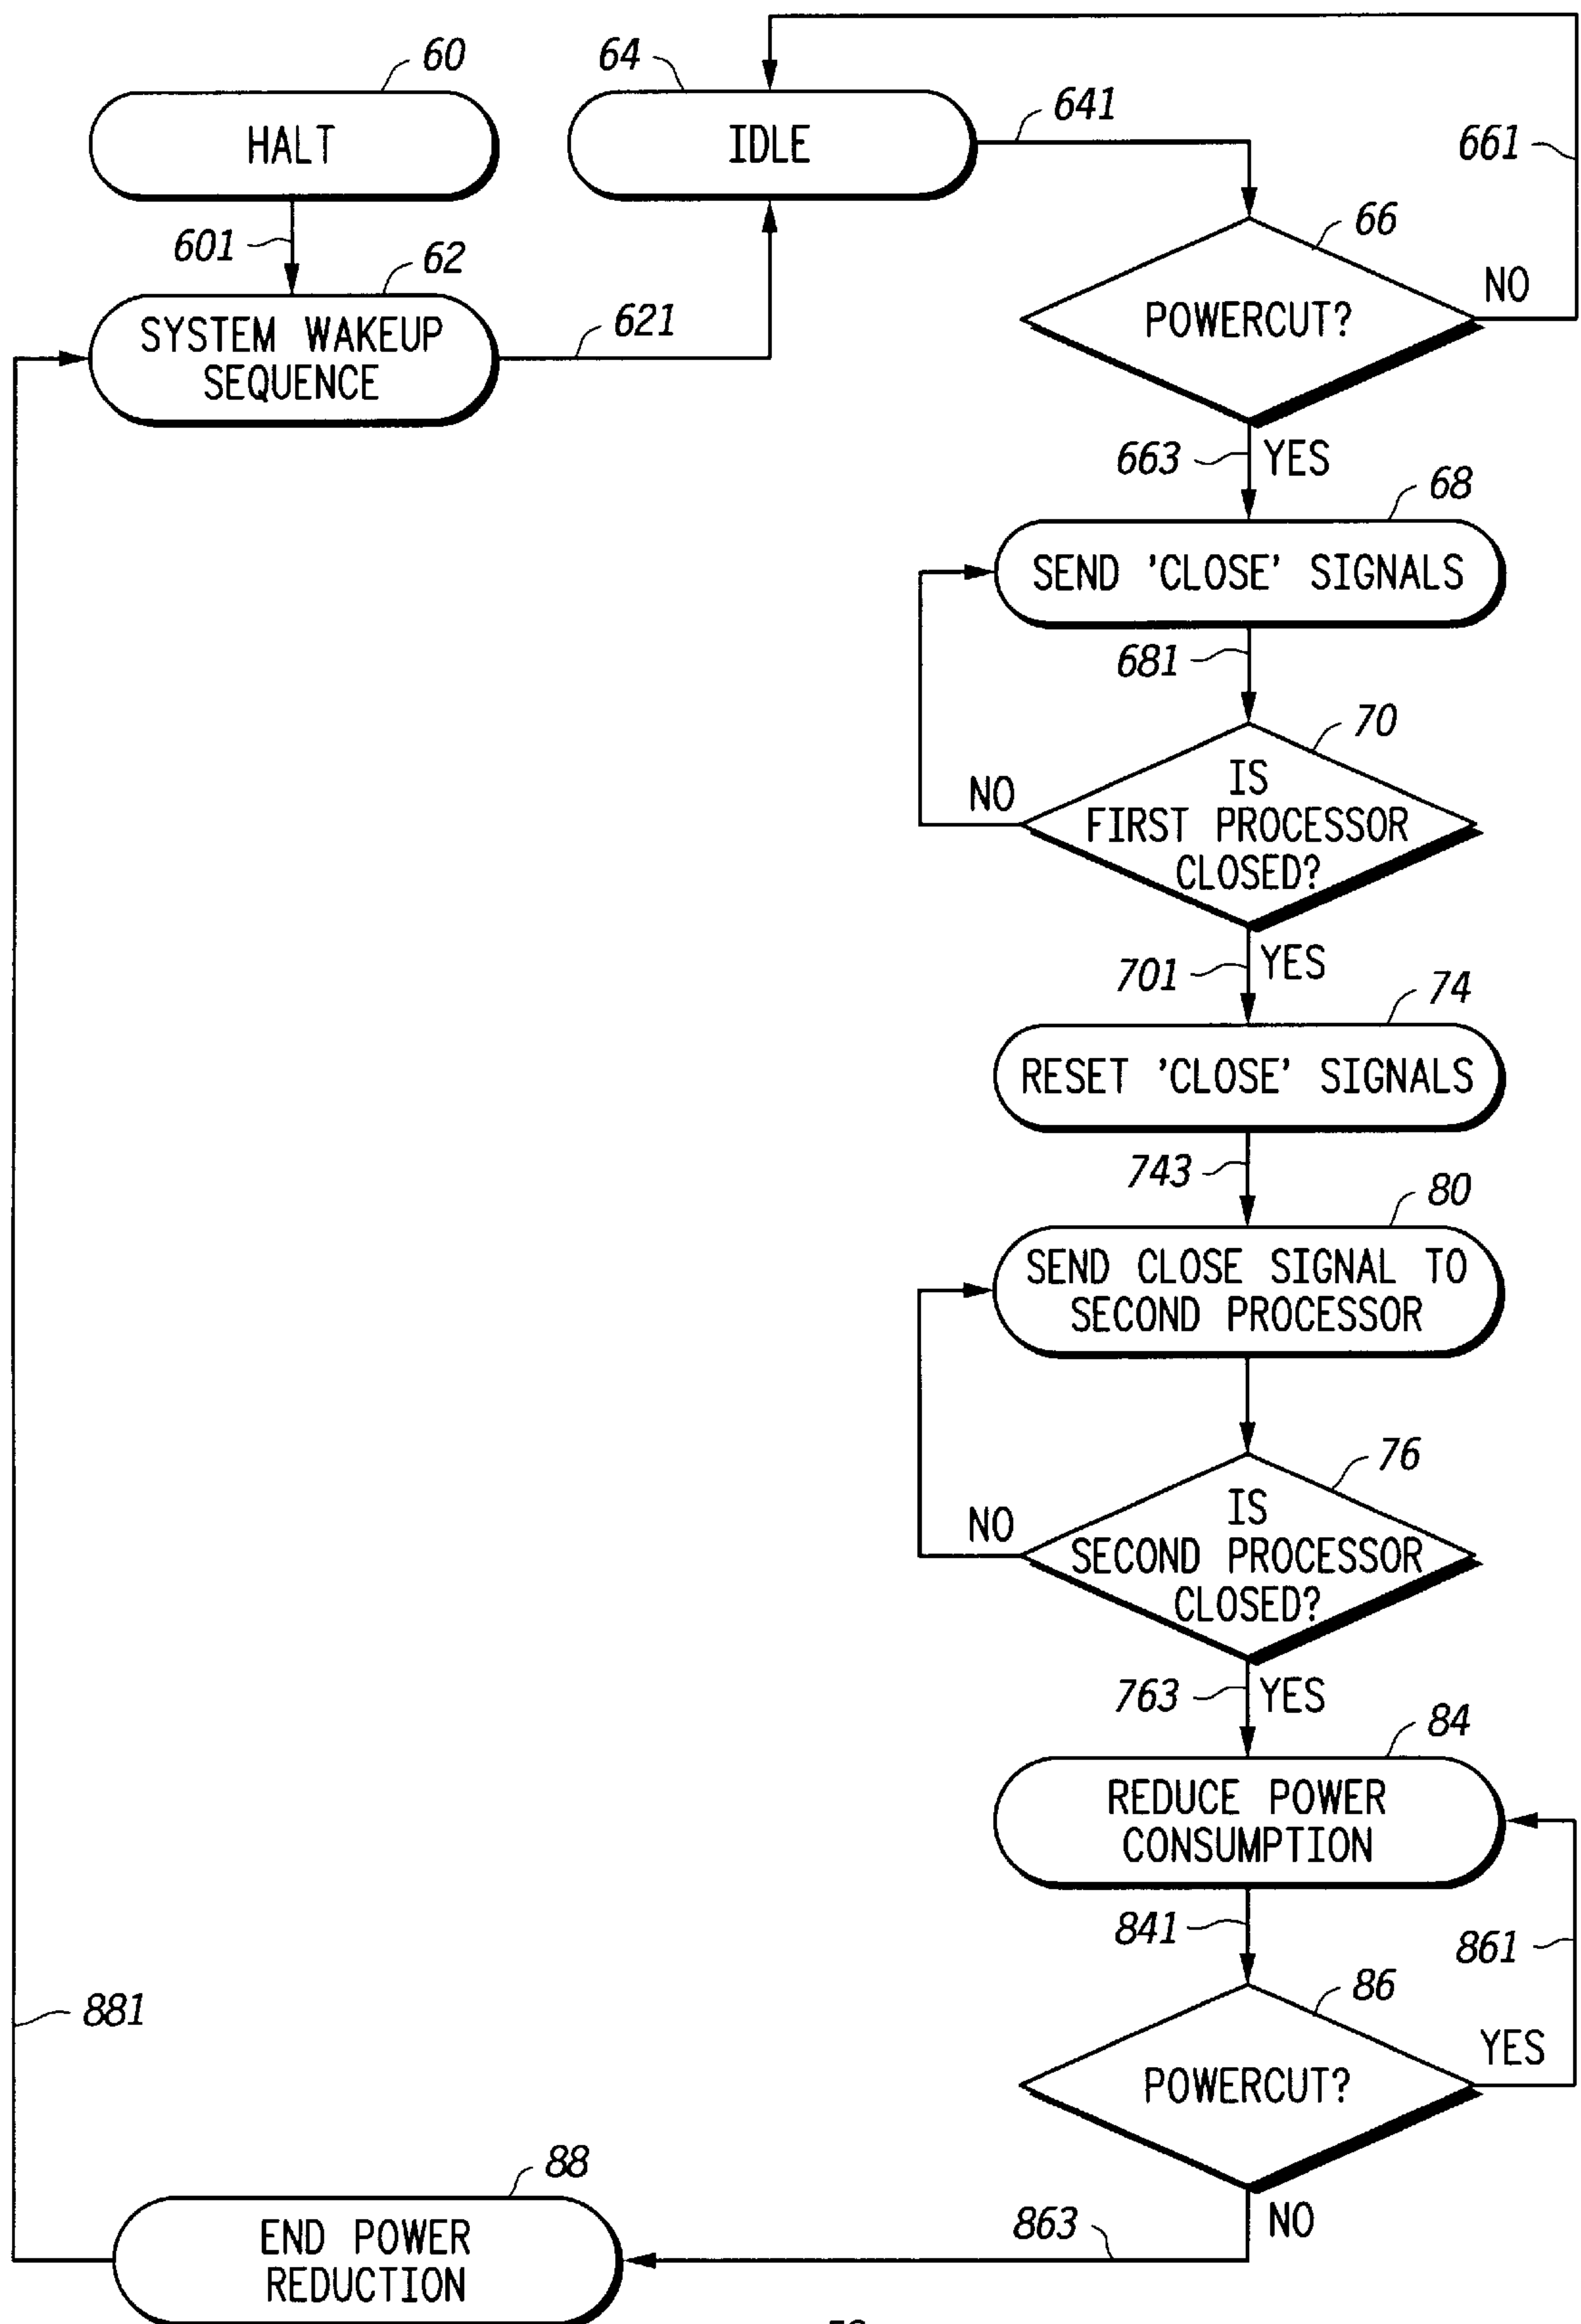 60
HALT
601
62
SYSTEM WAKEUP
SEQUENCE
621
64
IDLE
641
661
66
POWERCUT?
NO
663
YES
68
SEND 'CLOSE' SIGNALS
681
70
IS
FIRST PROCESSOR
CLOSED?
NO
701
YES
74
RESET 'CLOSE' SIGNALS
743
80
SEND CLOSE SIGNAL TO
SECOND PROCESSOR
76
IS
SECOND PROCESSOR
CLOSED?
NO
763
YES
84
REDUCE POWER
CONSUMPTION
841
861
86
POWERCUT?
YES
NO
863
88
END POWER
REDUCTION
881